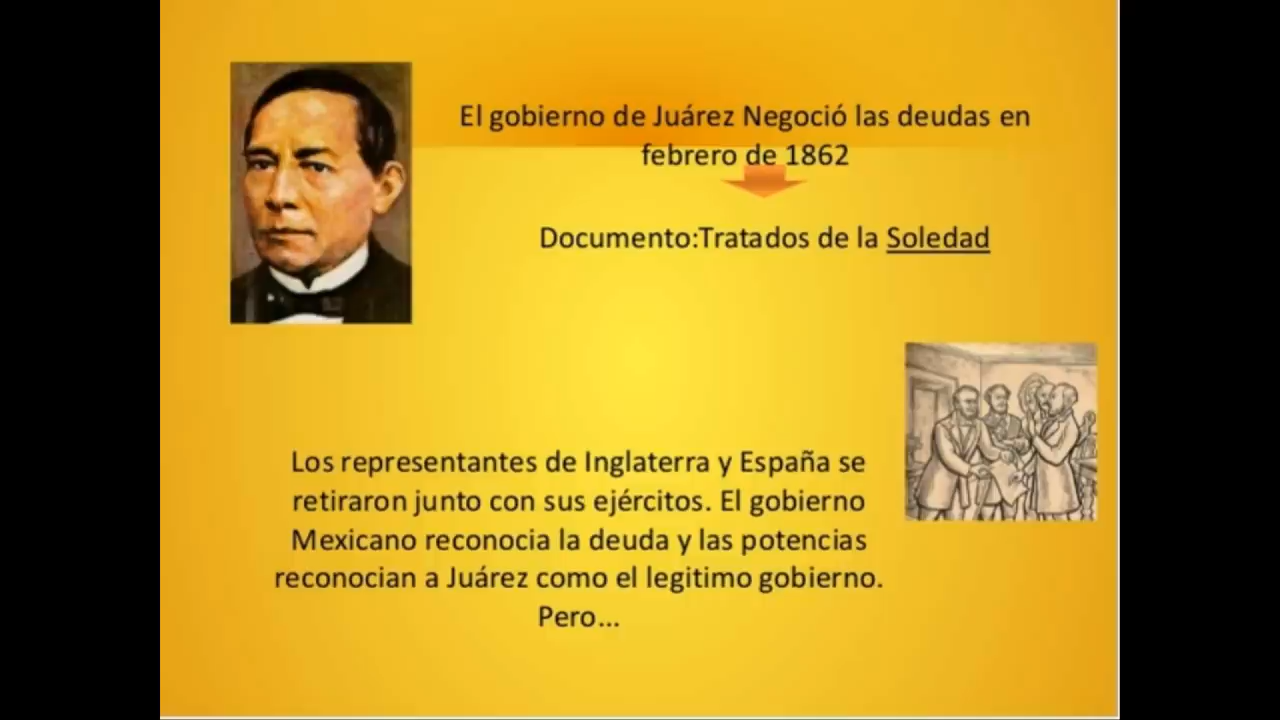 El gobierno de Juárez Negoció las deudas en
febrero de 1862
Documento:Tratados de la Soledad
Los representantes de Inglaterra y España se
retiraron junto con sus ejércitos. El gobierno
Mexicano reconocia la deuda y las potencias
reconocian a Juárez como el legitimo gobierno.
Pero...